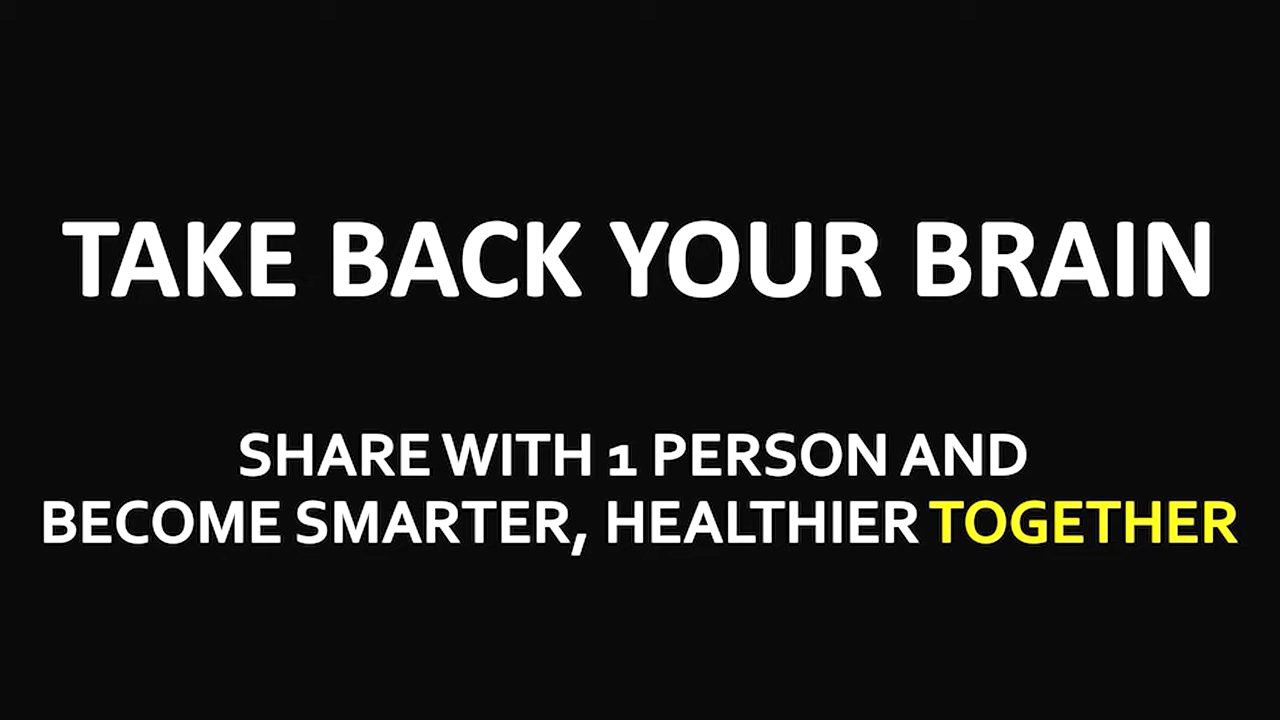 TAKE BACK YOUR BRAIN
SHARE WITH 1 PERSON AND
BECOME SMARTER, HEALTHIER TOGETHER